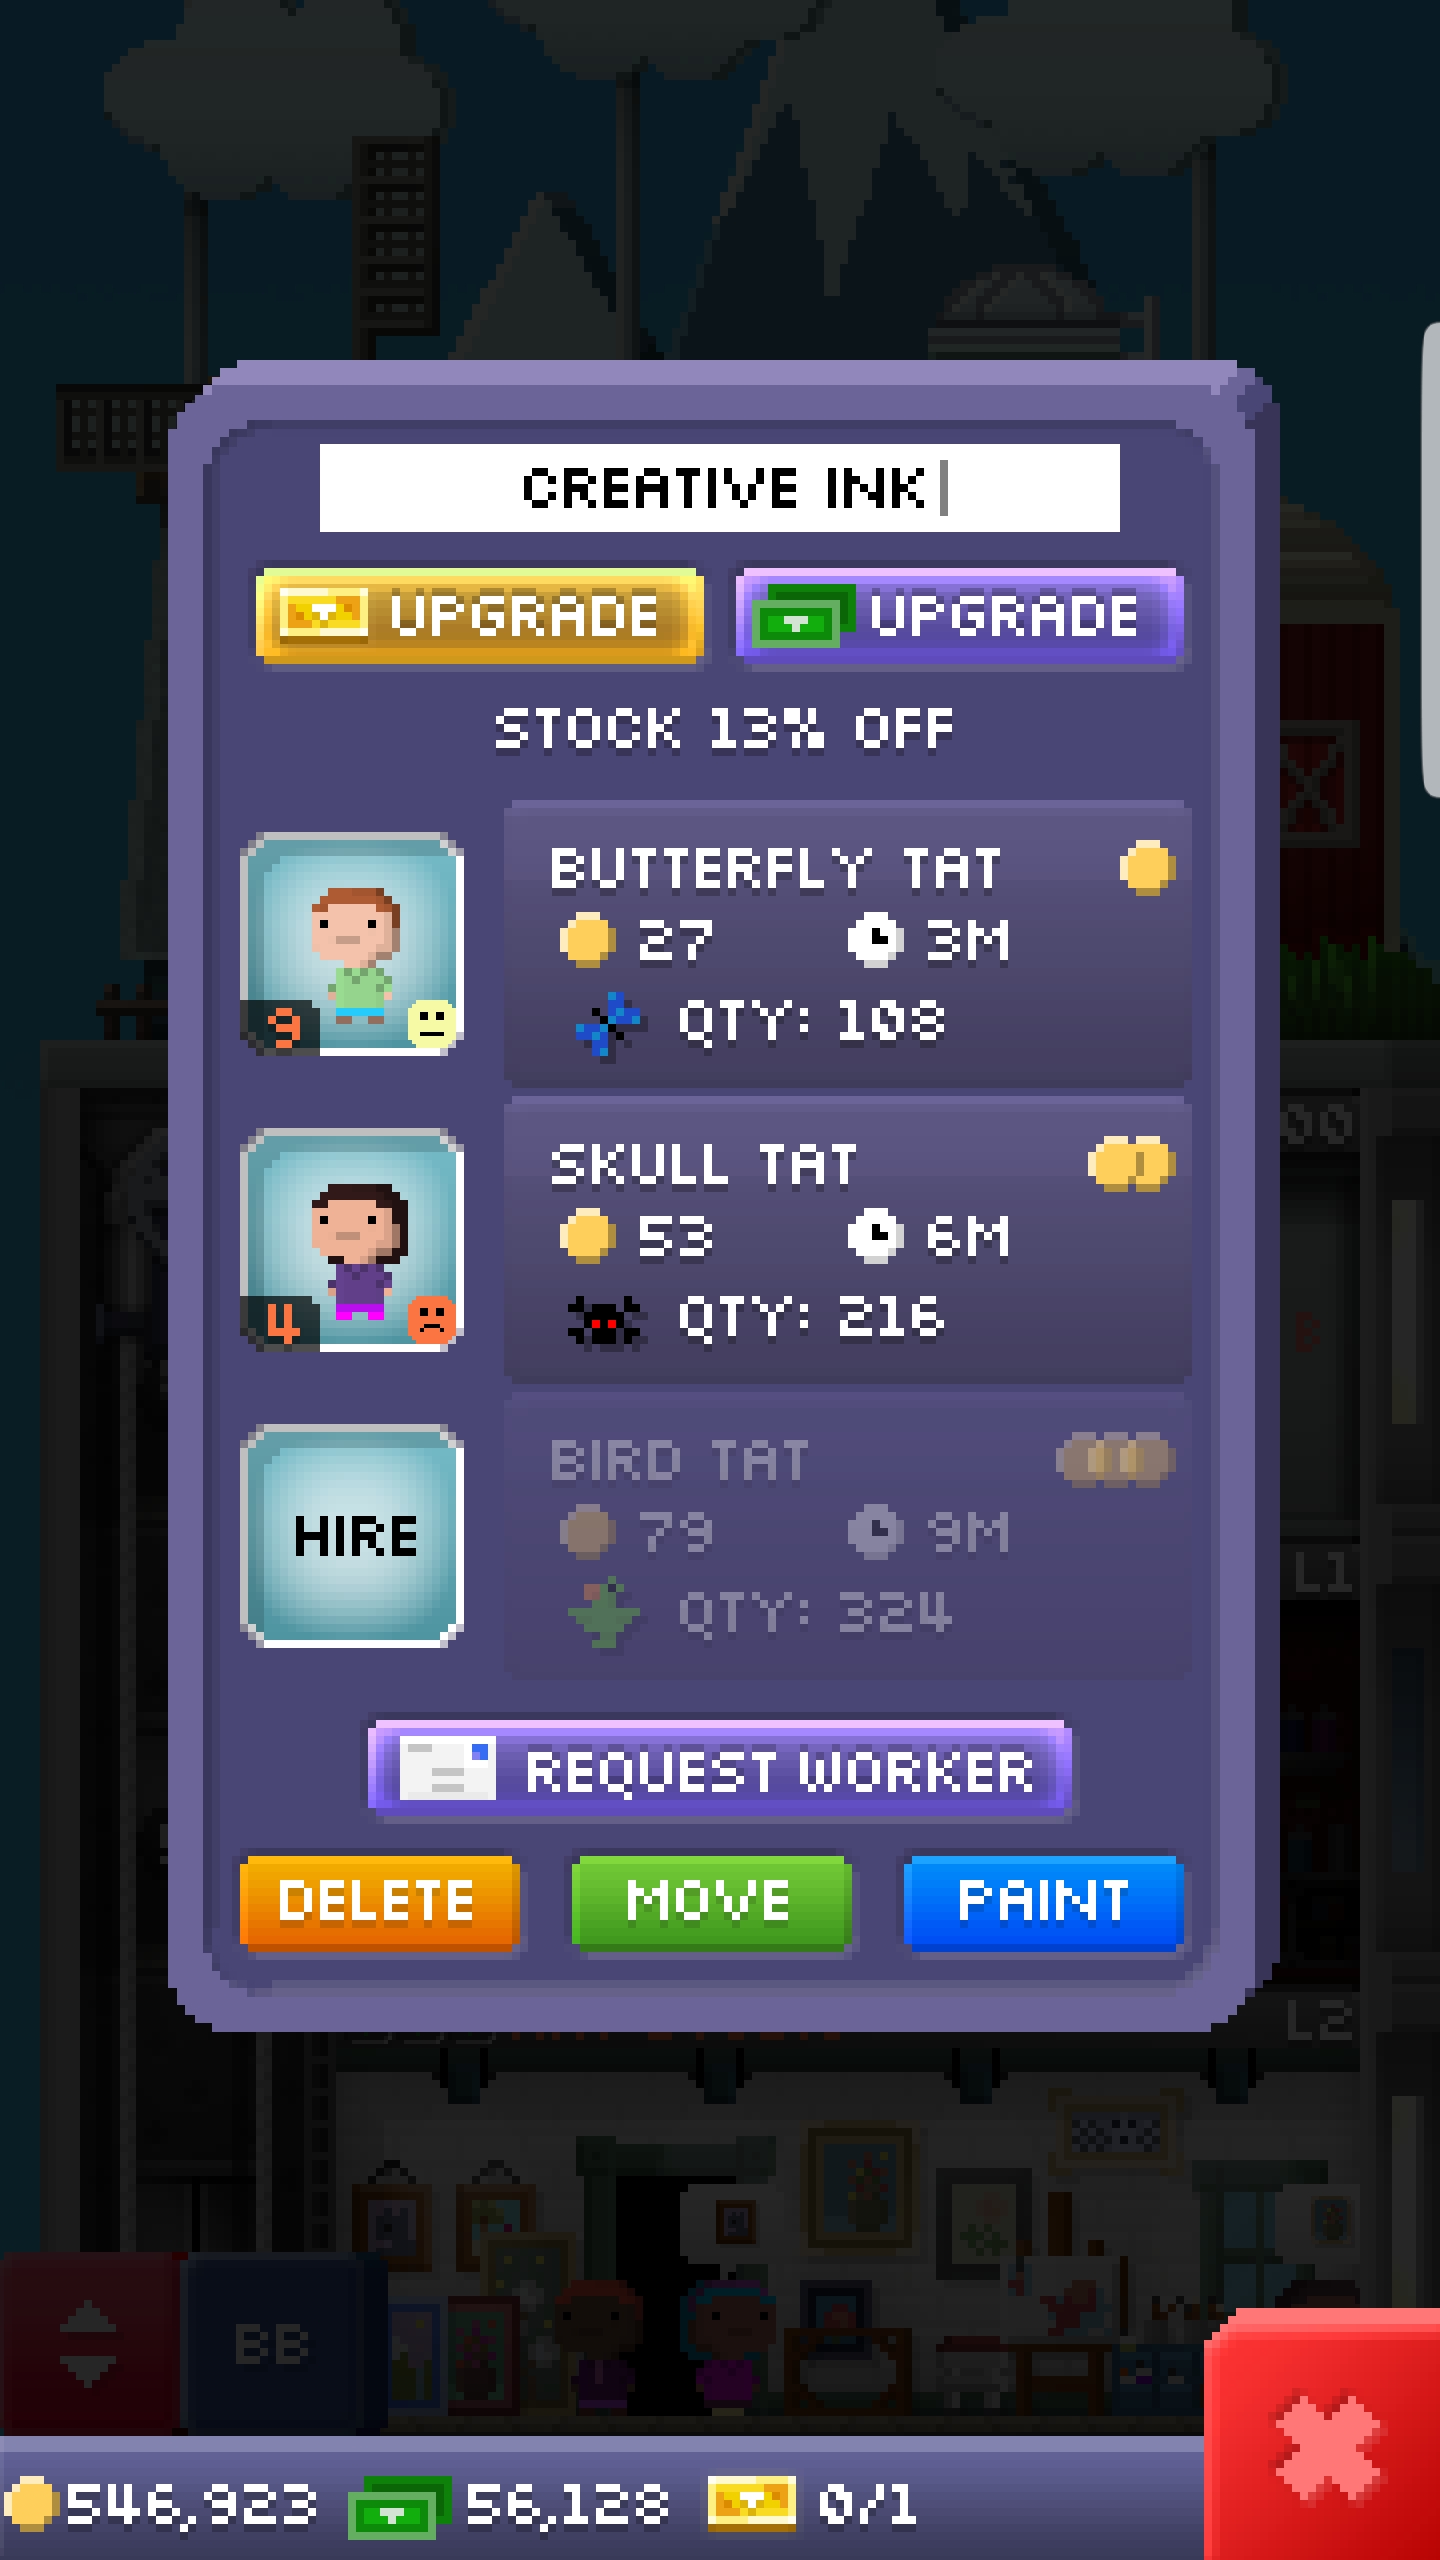 CREATIVE INK
UPGRADE UPGRADE
STOCK 13% OFF
BUTTERFLY TAT
27 3M
9 QTY: 108
SKULL TAT
53 6M
4 QTY: 216
BIRD TAT
HIRE 79 9M
QTY: 324
REQUEST WORKER
DELETE MOVE PAINT
L1
L2
BB
546,923 56,128 0/1